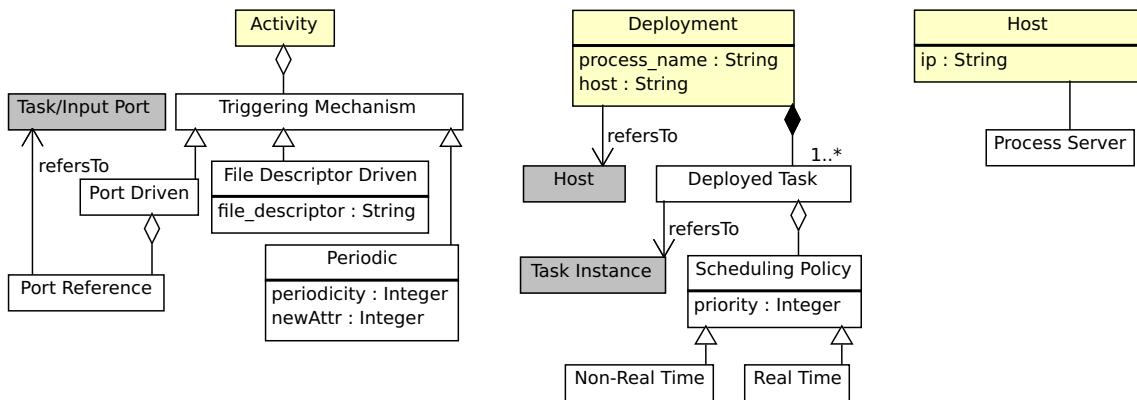 Activity
Task/Input Port
Triggering Mechanism
refersTo
File Descriptor Driven
file_descriptor : String
Port Driven
Periodic
periodicity : Integer
newAttr : Integer
Port Reference
Deployment
process_name : String
host : String
refersTo
1..*
Host
Deployed Task
refersTo
Task Instance
Scheduling Policy
priority : Integer
Non-Real Time
Real Time
Host
ip : String
Process Server